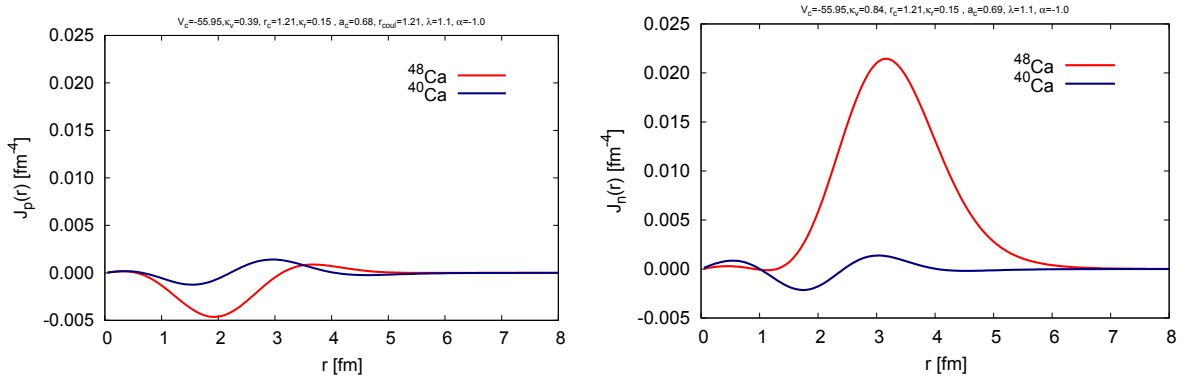 V_c=-55.95,κ_v=0.39, r_c=1.21,κ_r=0.15 , a_c=0.68, r_coul=1.21, λ=1.1, α=-1.0
0.025
0.020
0.015
0.010
0.005
0.000
-0.005
J_p(r) [fm^-4]
⁴⁸Ca
⁴⁰Ca
0 1 2 3 4 5 6 7 8
r [fm]
V_c=-55.95,κ_v=0.84, r_c=1.21,κ_r=0.15 , a_c=0.69, λ=1.1, α=-1.0
0.025
0.020
0.015
0.010
0.005
0.000
-0.005
J_n(r) [fm^-4]
⁴⁸Ca
⁴⁰Ca
0 1 2 3 4 5 6 7 8
r [fm]